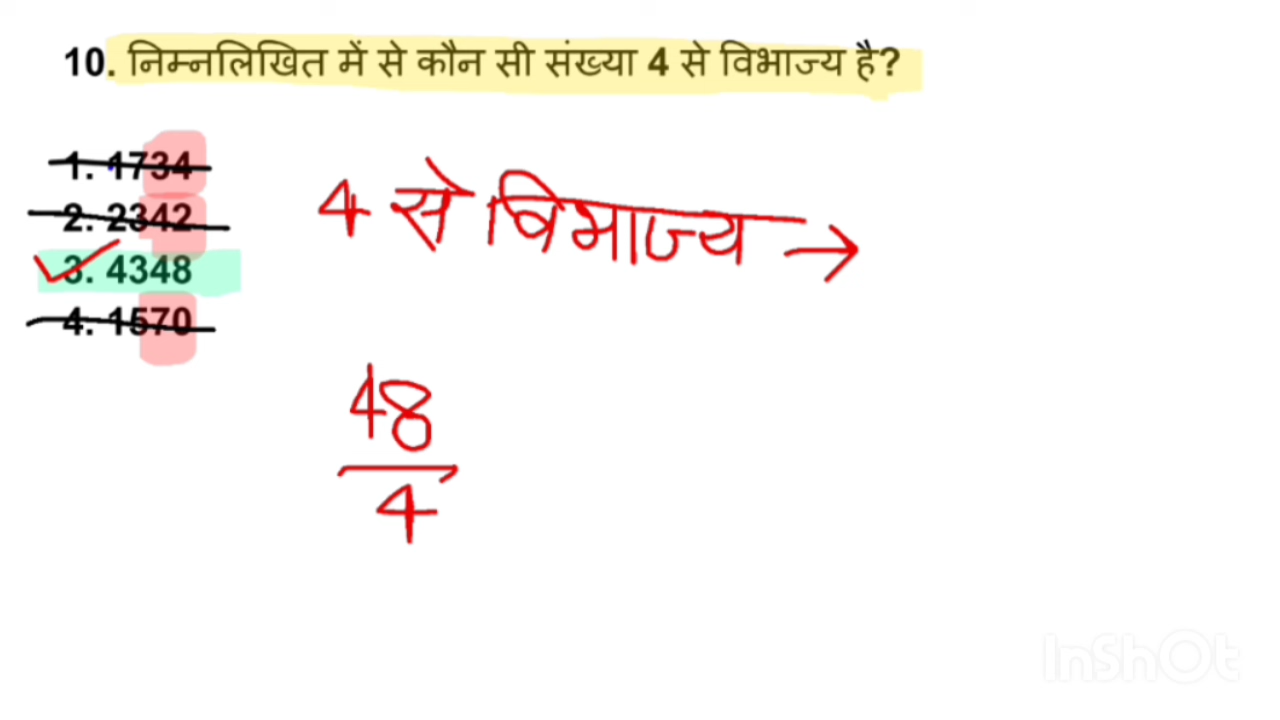 10. निम्नलिखित में से कौन सी संख्या 4 से विभाज्य है?
1. 1734
2. 2342
3. 4348
4. 1570
4 से विभाज्य →
48
4
InShOt